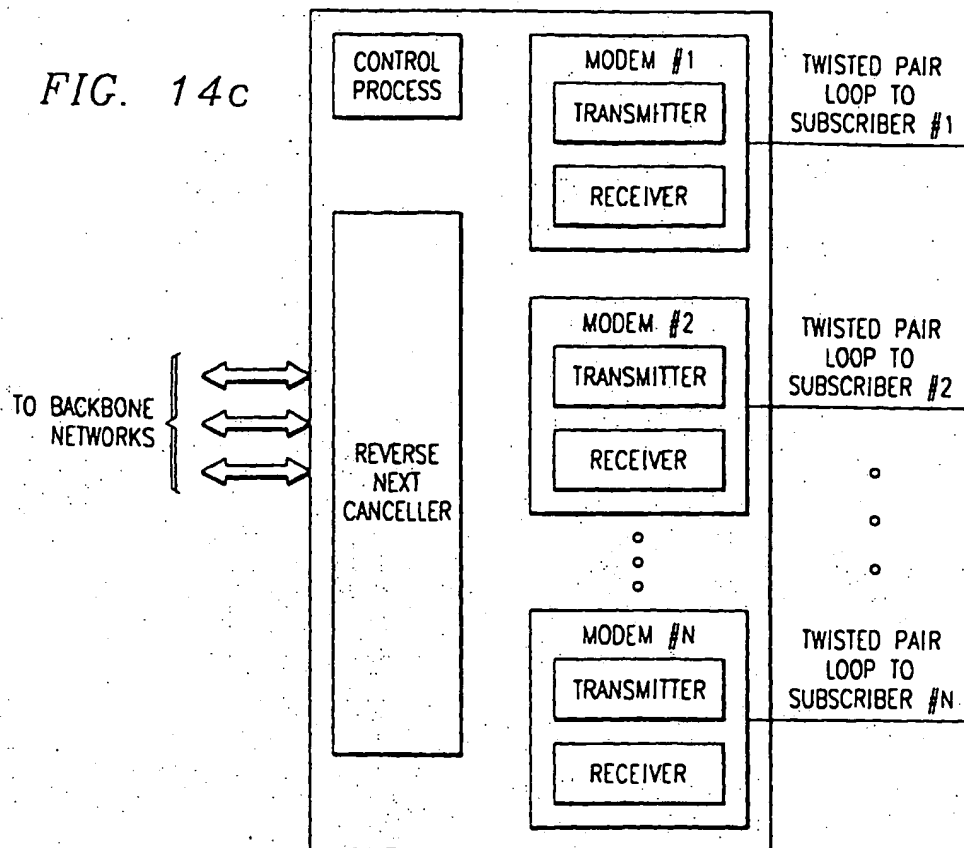 FIG. 14c
CONTROL
PROCESS
MODEM #1
TRANSMITTER
RECEIVER
TWISTED PAIR
LOOP TO
SUBSCRIBER #1
MODEM #2
TRANSMITTER
RECEIVER
TWISTED PAIR
LOOP TO
SUBSCRIBER #2
TO BACKBONE
NETWORKS
REVERSE
NEXT
CANCELLER
MODEM #N
TRANSMITTER
RECEIVER
TWISTED PAIR
LOOP TO
SUBSCRIBER #N